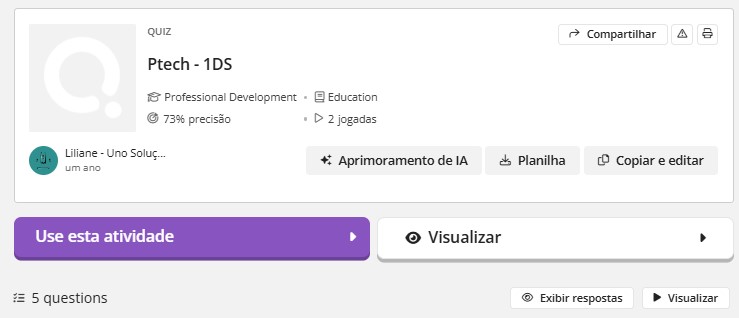 QUIZ
Compartilhar
Ptech - 1DS
Professional Development • Education
73% precisão • 2 jogadas
Liliane - Uno Soluç...
um ano
Aprimoramento de IA
Planilha
Copiar e editar
Use esta atividade
Visualizar
5 questions
Exibir respostas
Visualizar